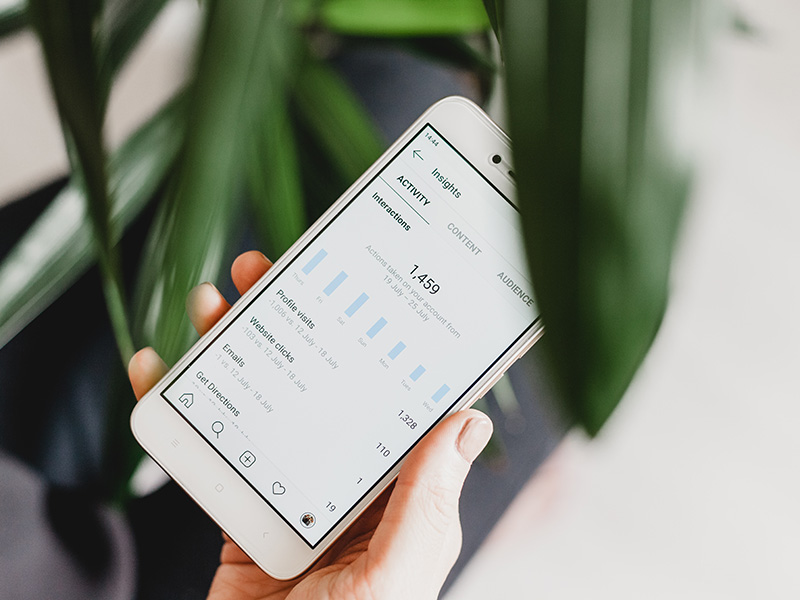 14:44
Insights
ACTIVITY CONTENT AUDIENCE
Interactions
1,459
Actions taken on your account from
19 July - 25 July
Thurs Fri Sat Sun Mon Tues Wed
Profile visits 1,328
-1,006 vs. 12 July - 18 July
Website clicks 110
-103 vs. 12 July - 18 July
Emails 1
-1 vs. 12 July - 18 July
Get Directions 19